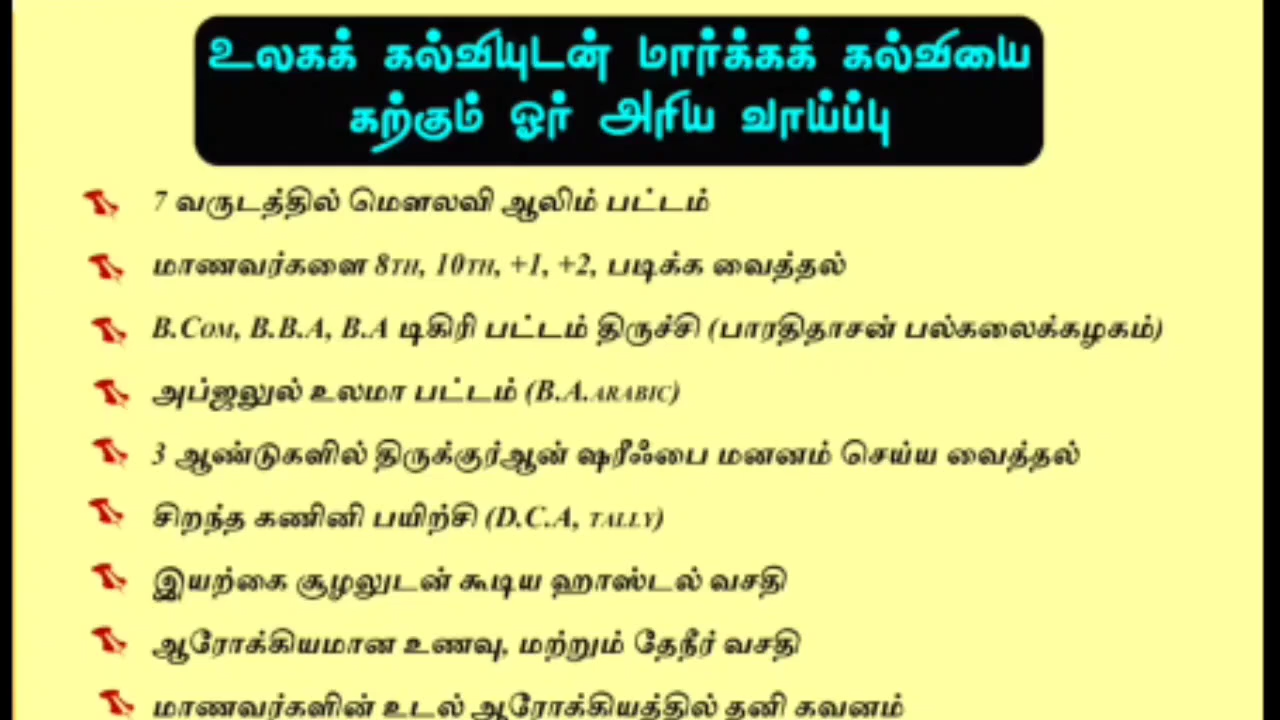 உலகக் கல்வியுடன் மார்க்கக் கல்வியை
கற்கும் ஓர் அரிய வாய்ப்பு
7 வருடத்தில் மௌலவி ஆலிம் பட்டம்
மாணவர்களை 8TH, 10TH, +1, +2, படிக்க வைத்தல்
B.COM, B.B.A, B.A டிகிரி பட்டம் திருச்சி (பாரதிதாசன் பல்கலைக்கழகம்)
அப்ஜலுல் உலமா பட்டம் (B.A.ARABIC)
3 ஆண்டுகளில் திருக்குர்ஆன் ஷரீஃபை மனனம் செய்ய வைத்தல்
சிறந்த கணினி பயிற்சி (D.C.A, TALLY)
இயற்கை சூழலுடன் கூடிய ஹாஸ்டல் வசதி
ஆரோக்கியமான உணவு, மற்றும் தேநீர் வசதி
மாணவர்களின் உடல் ஆரோக்கியத்தில் தனி கவனம்